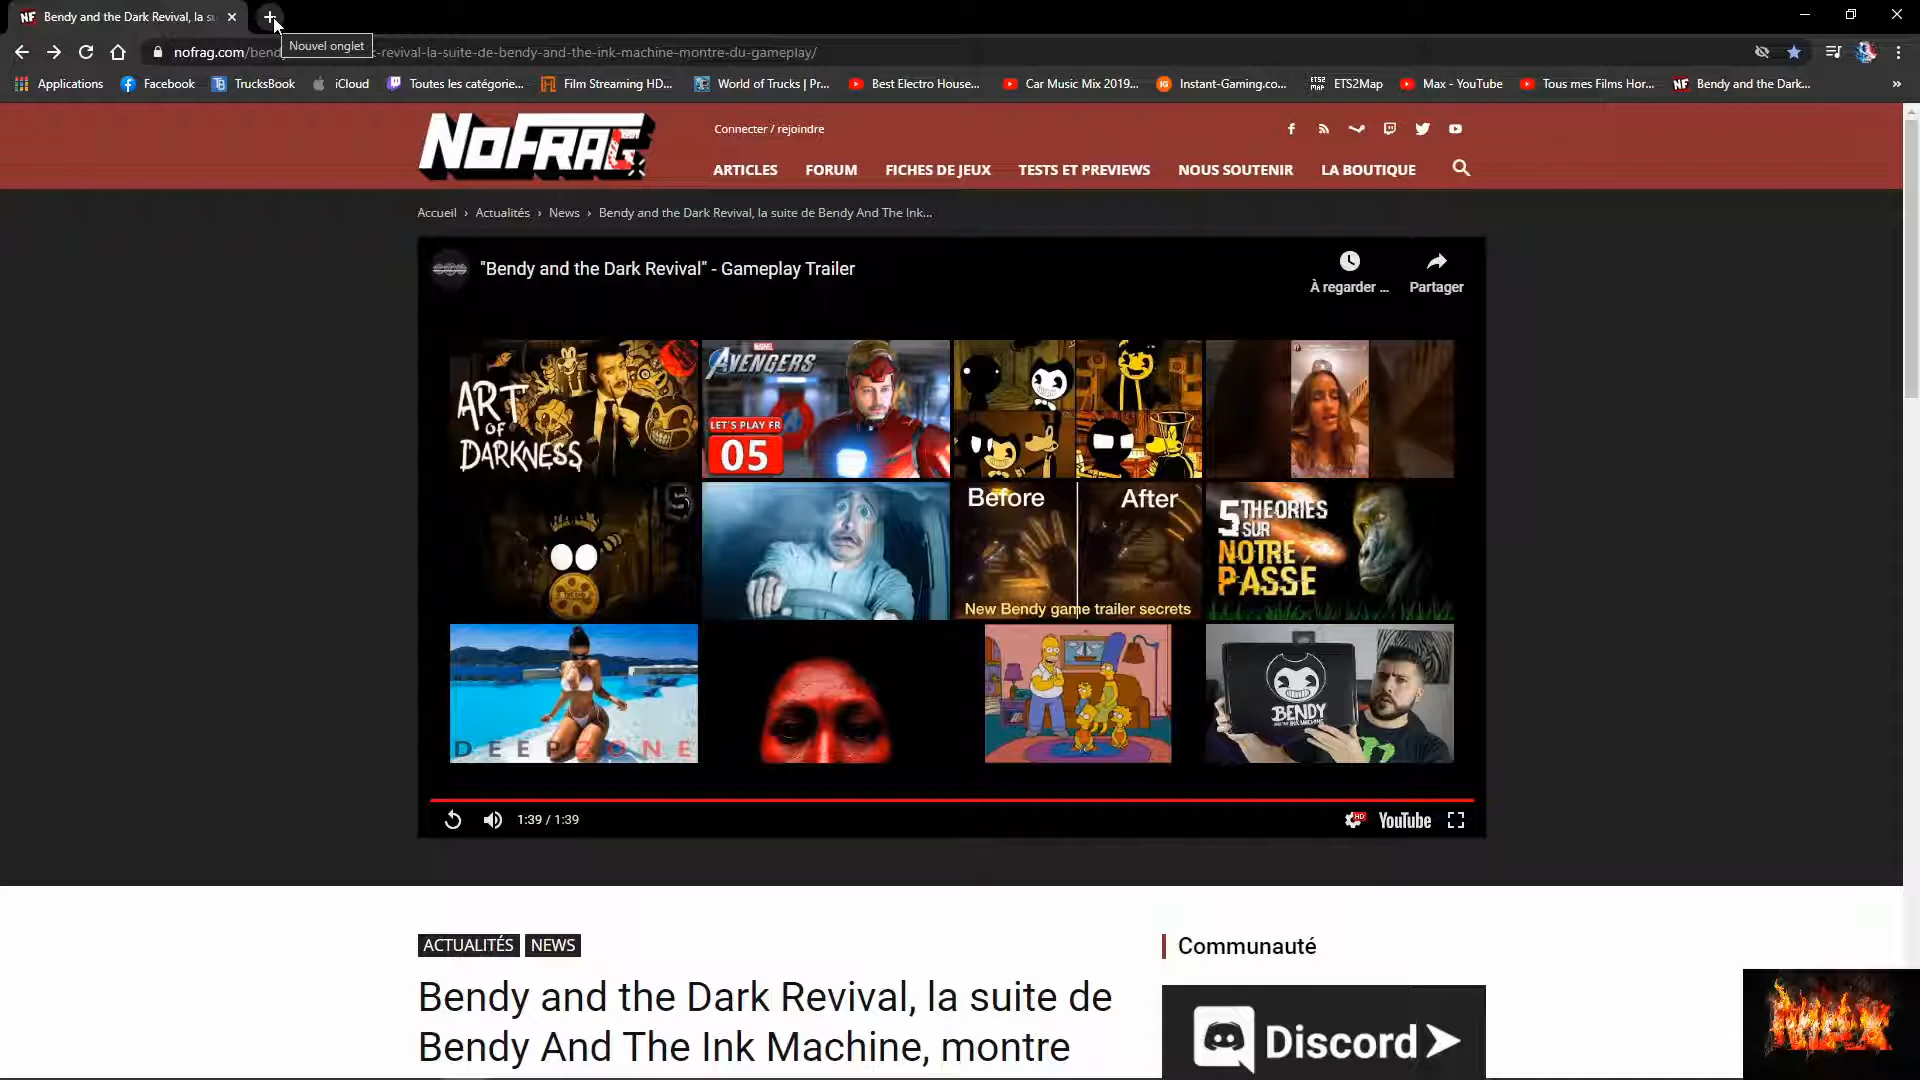 Bendy and the Dark Revival, la su
Nouvel onglet
nofrag.com/bend
-revival-la-suite-de-bendy-and-the-ink-machine-montre-du-gameplay/
Applications
Facebook
TrucksBook
iCloud
Toutes les catégorie...
Film Streaming HD...
World of Trucks | Pr...
Best Electro House...
Car Music Mix 2019...
Instant-Gaming.co...
ETS2Map
Max - YouTube
Tous mes Films Hor...
Bendy and the Dark...
NOFRAG
Connecter / rejoindre
ARTICLES
FORUM
FICHES DE JEUX
TESTS ET PREVIEWS
NOUS SOUTENIR
LA BOUTIQUE
Accueil › Actualités › News › Bendy and the Dark Revival, la suite de Bendy And The Ink...
"Bendy and the Dark Revival" - Gameplay Trailer
À regarder ...
Partager
ART
OF
DARKNESS
MARVEL
AVENGERS
LET'S PLAY FR
05
Before
After
New Bendy game trailer secrets
5 THEORIES
SUR
NOTRE
PASSÉ
DEEPZONE
BENDY
1:39 / 1:39
HD
YouTube
ACTUALITÉS
NEWS
Bendy and the Dark Revival, la suite de
Bendy And The Ink Machine, montre
Communauté
Discord